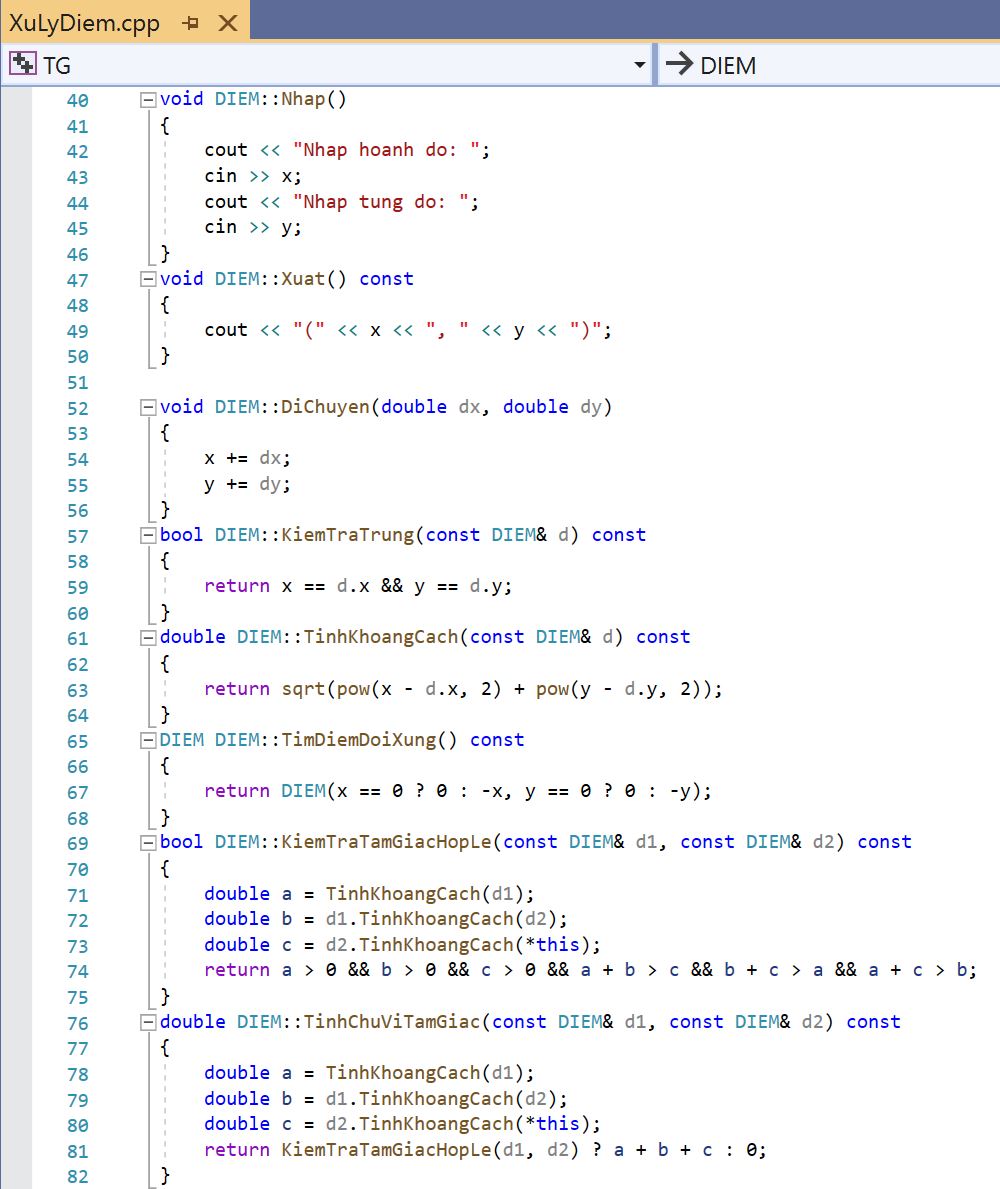 XuLyDiem.cpp
TG DIEM
40 void DIEM::Nhap()
41 {
42 cout << "Nhap hoanh do: ";
43 cin >> x;
44 cout << "Nhap tung do: ";
45 cin >> y;
46 }
47 void DIEM::Xuat() const
48 {
49 cout << "(" << x << ", " << y << ")";
50 }
51
52 void DIEM::DiChuyen(double dx, double dy)
53 {
54 x += dx;
55 y += dy;
56 }
57 bool DIEM::KiemTraTrung(const DIEM& d) const
58 {
59 return x == d.x && y == d.y;
60 }
61 double DIEM::TinhKhoangCach(const DIEM& d) const
62 {
63 return sqrt(pow(x - d.x, 2) + pow(y - d.y, 2));
64 }
65 DIEM DIEM::TimDiemDoiXung() const
66 {
67 return DIEM(x == 0 ? 0 : -x, y == 0 ? 0 : -y);
68 }
69 bool DIEM::KiemTraTamGiacHopLe(const DIEM& d1, const DIEM& d2) const
70 {
71 double a = TinhKhoangCach(d1);
72 double b = d1.TinhKhoangCach(d2);
73 double c = d2.TinhKhoangCach(*this);
74 return a > 0 && b > 0 && c > 0 && a + b > c && b + c > a && a + c > b;
75 }
76 double DIEM::TinhChuViTamGiac(const DIEM& d1, const DIEM& d2) const
77 {
78 double a = TinhKhoangCach(d1);
79 double b = d1.TinhKhoangCach(d2);
80 double c = d2.TinhKhoangCach(*this);
81 return KiemTraTamGiacHopLe(d1, d2) ? a + b + c : 0;
82 }